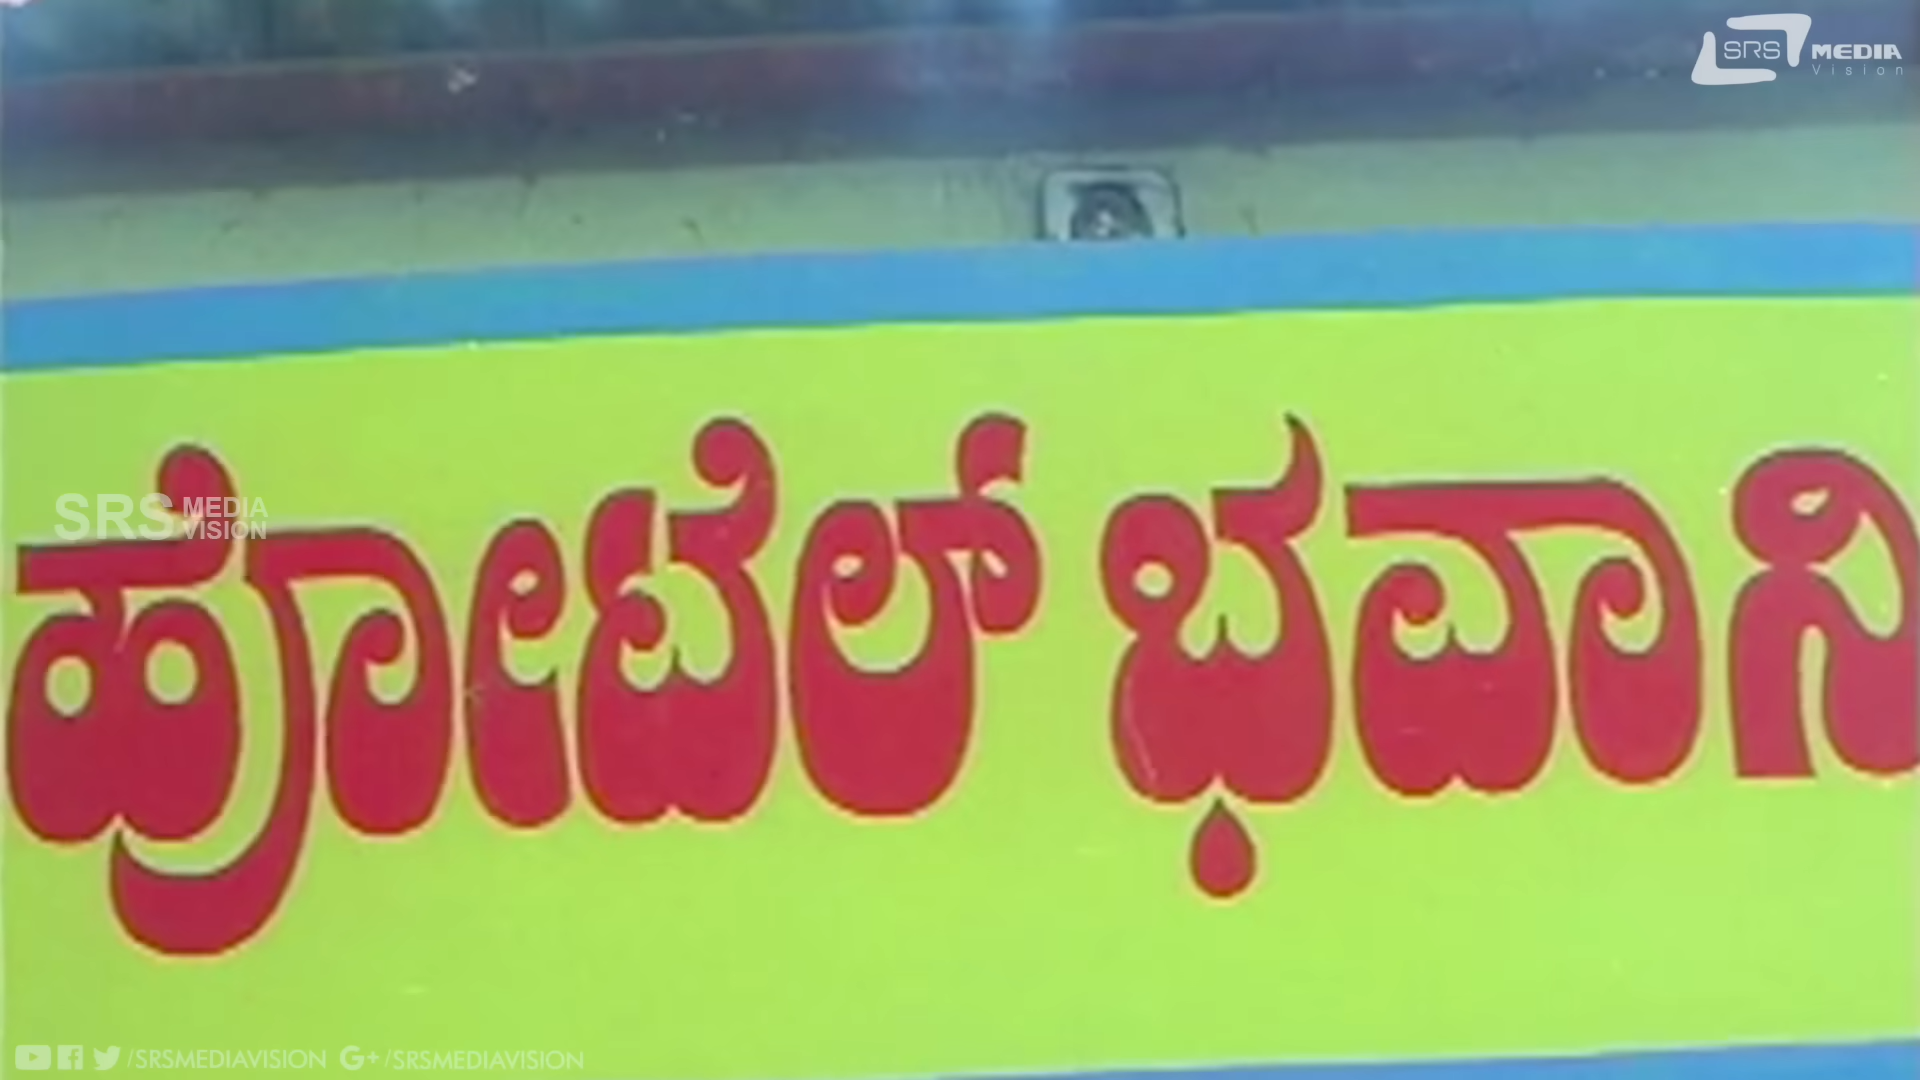 SRS MEDIA
Vision
SRS MEDIA
VISION
ಹೋಟೆಲ್ ಭವಾನಿ
/SRSMEDIAVISION G+/SRSMEDIAVISION